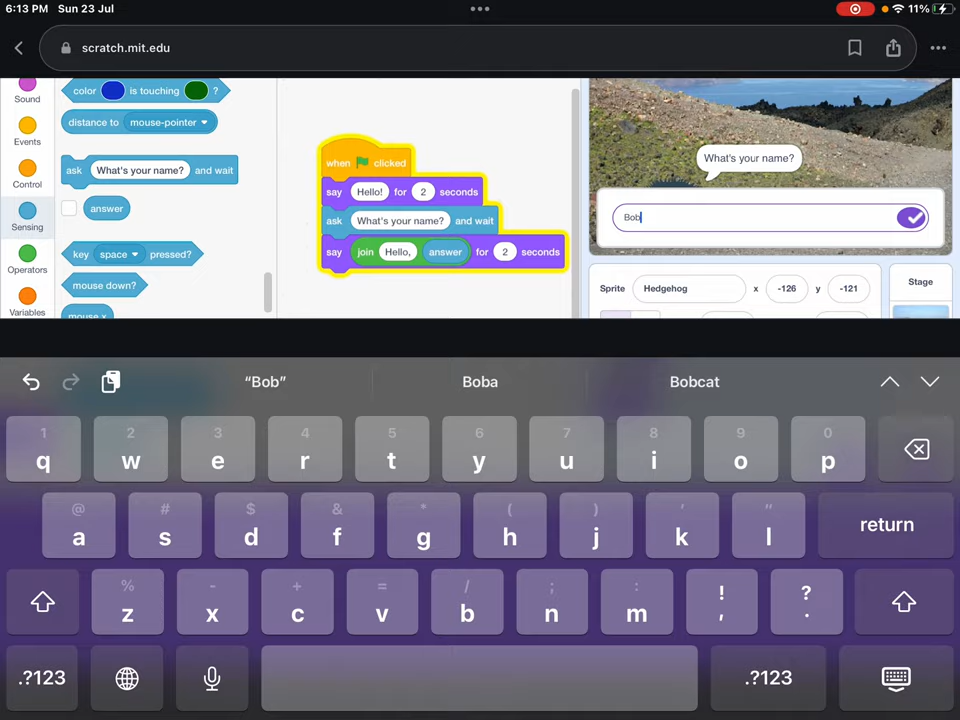 6:13 PM Sun 23 Jul
11%
scratch.mit.edu
Sound
Events
Control
Sensing
Operators
Variables
color is touching ?
distance to mouse-pointer
ask What's your name? and wait
answer
key space pressed?
mouse down?
mouse x
when clicked
say Hello! for 2 seconds
ask What's your name? and wait
say join Hello, answer for 2 seconds
What's your name?
Bob
Sprite Hedgehog x -126 y -121
Stage
“Bob” Boba Bobcat
1 2 3 4 5 6 7 8 9 0
q w e r t y u i o p
@ # $ & * ( ) ' "
a s d f g h j k l return
% - + = / ; : ! ?
z x c v b n m , .
.?123 .?123